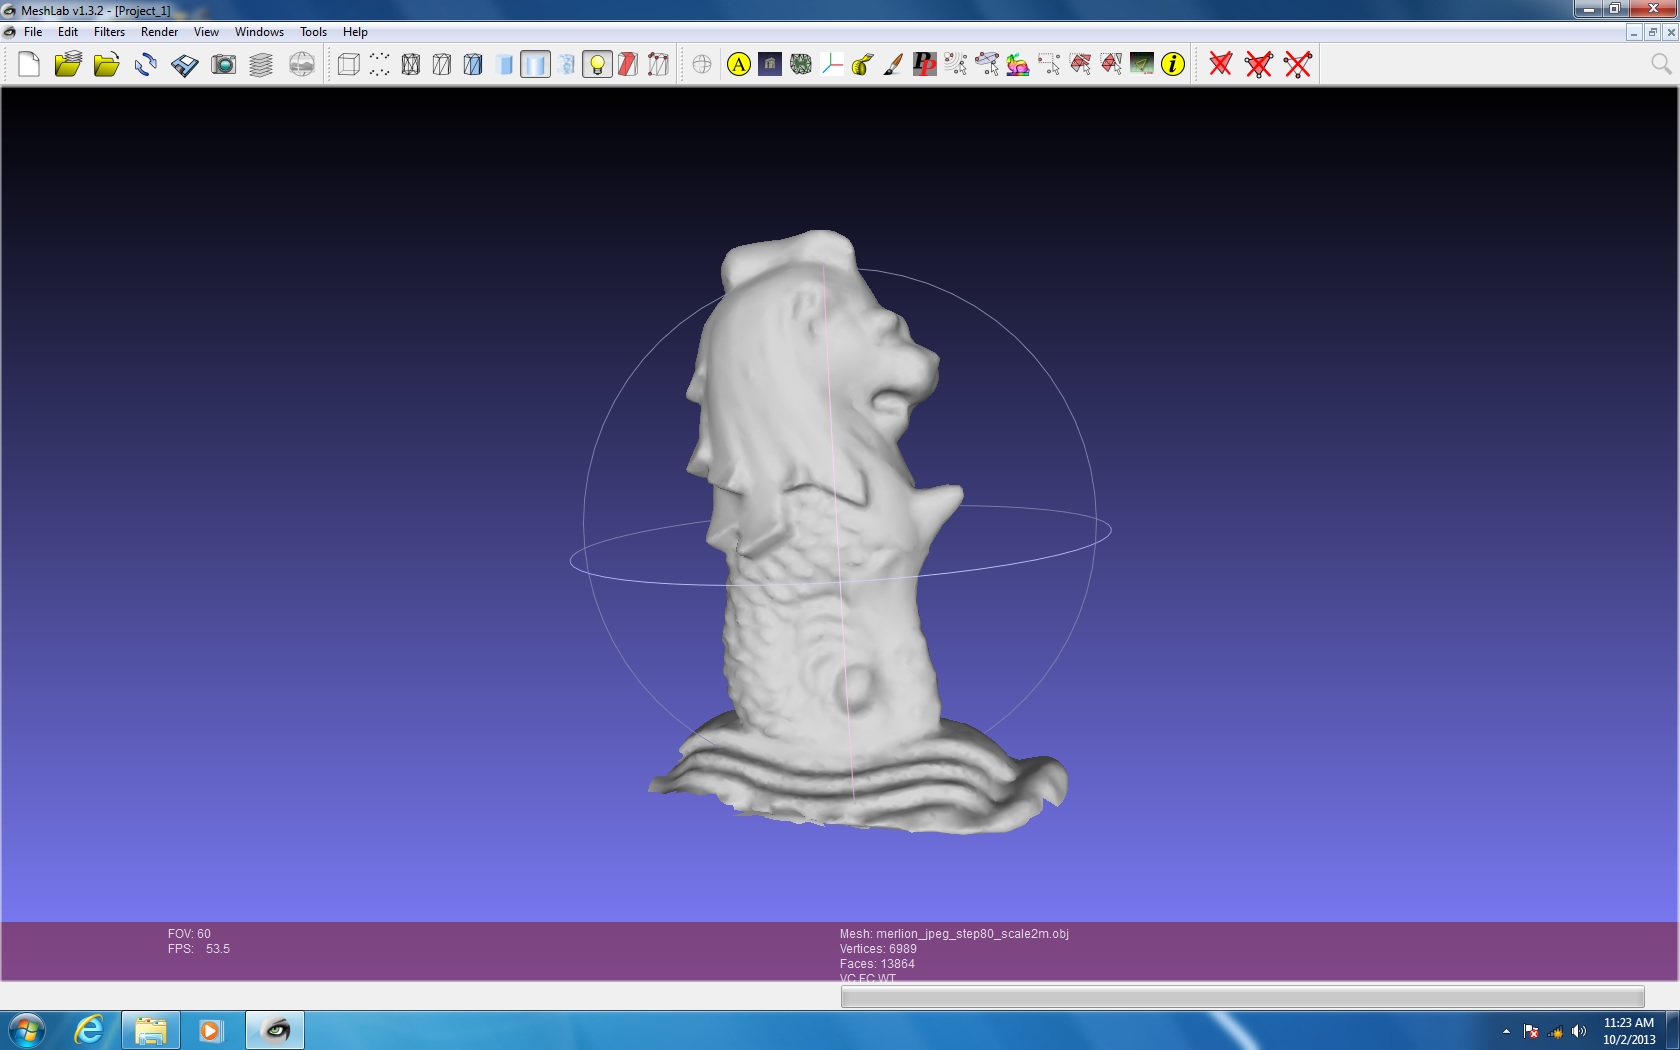 MeshLab v1.3.2 - [Project_1]
File Edit Filters Render View Windows Tools Help
A PP i
FOV: 60
FPS: 53.5
Mesh: merlion_jpeg_step80_scale2m.obj
Vertices: 6989
Faces: 13864
VC FC WT
11:23 AM
10/2/2013